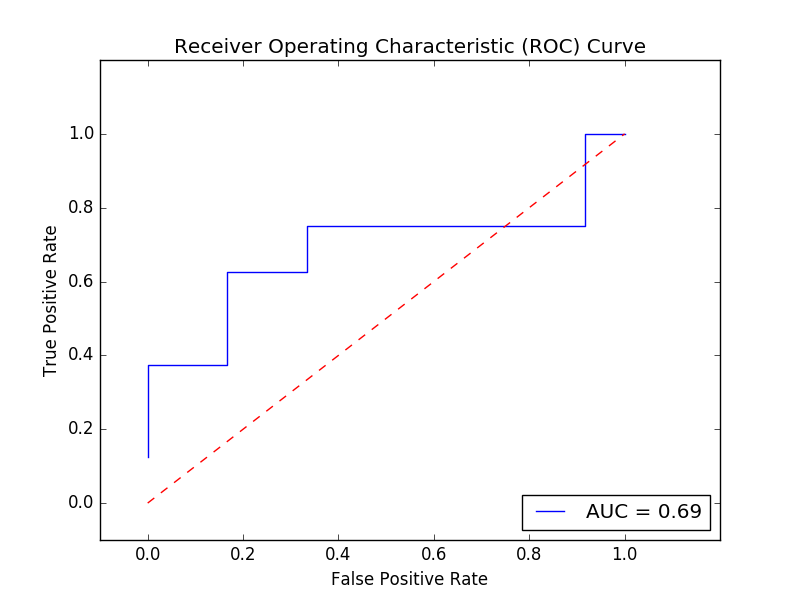 Receiver Operating Characteristic (ROC) Curve
True Positive Rate
1.0
0.8
0.6
0.4
0.2
0.0
AUC = 0.69
0.0 0.2 0.4 0.6 0.8 1.0
False Positive Rate